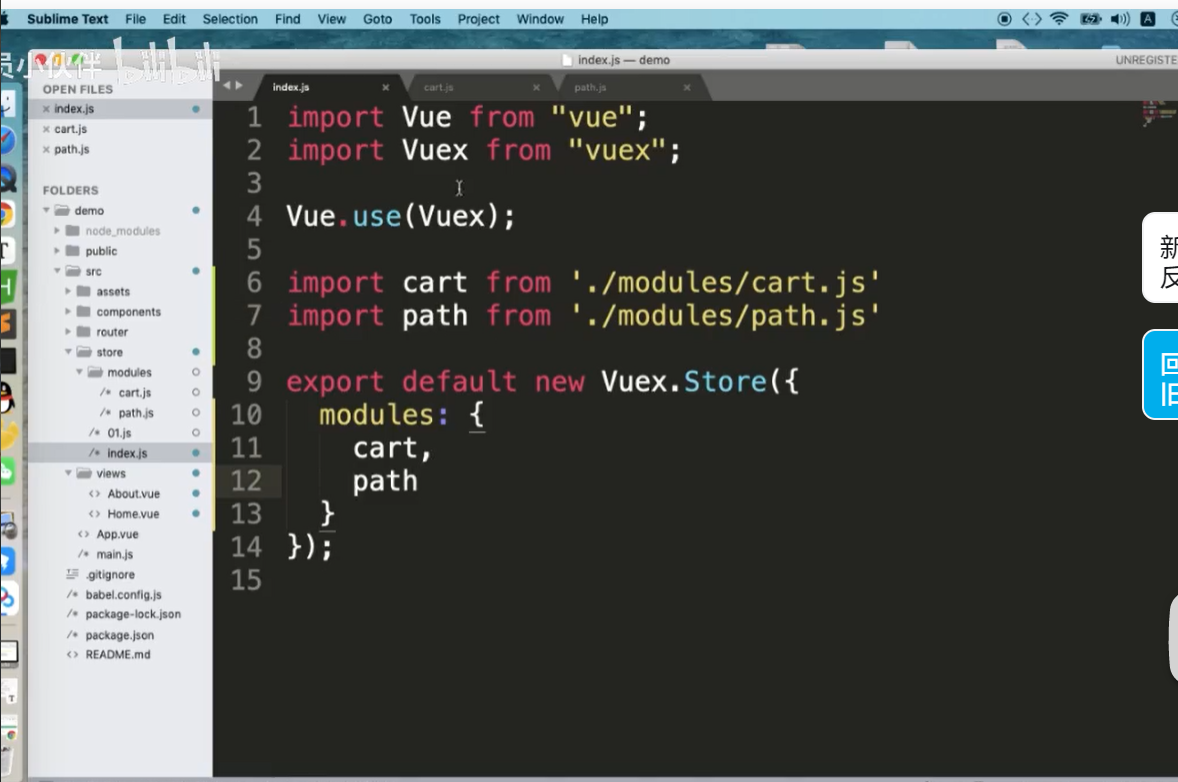 Sublime Text File Edit Selection Find View Goto Tools Project Window Help
A
员小伙伴 bilibili
index.js — demo
UNREGISTE
OPEN FILES
index.js
cart.js
path.js
FOLDERS
demo
node_modules
public
src
assets
components
router
store
modules
/* cart.js
/* path.js
/* 01.js
/* index.js
views
<> About.vue
<> Home.vue
<> App.vue
/* main.js
.gitignore
/* babel.config.js
/* package-lock.json
/* package.json
<> README.md
index.js × cart.js × path.js ×
1 import Vue from "vue";
2 import Vuex from "vuex";
3
4 Vue.use(Vuex);
5
6 import cart from './modules/cart.js'
7 import path from './modules/path.js'
8
9 export default new Vuex.Store({
10 modules: {
11 cart,
12 path
13 }
14 });
15
新
反
回
旧